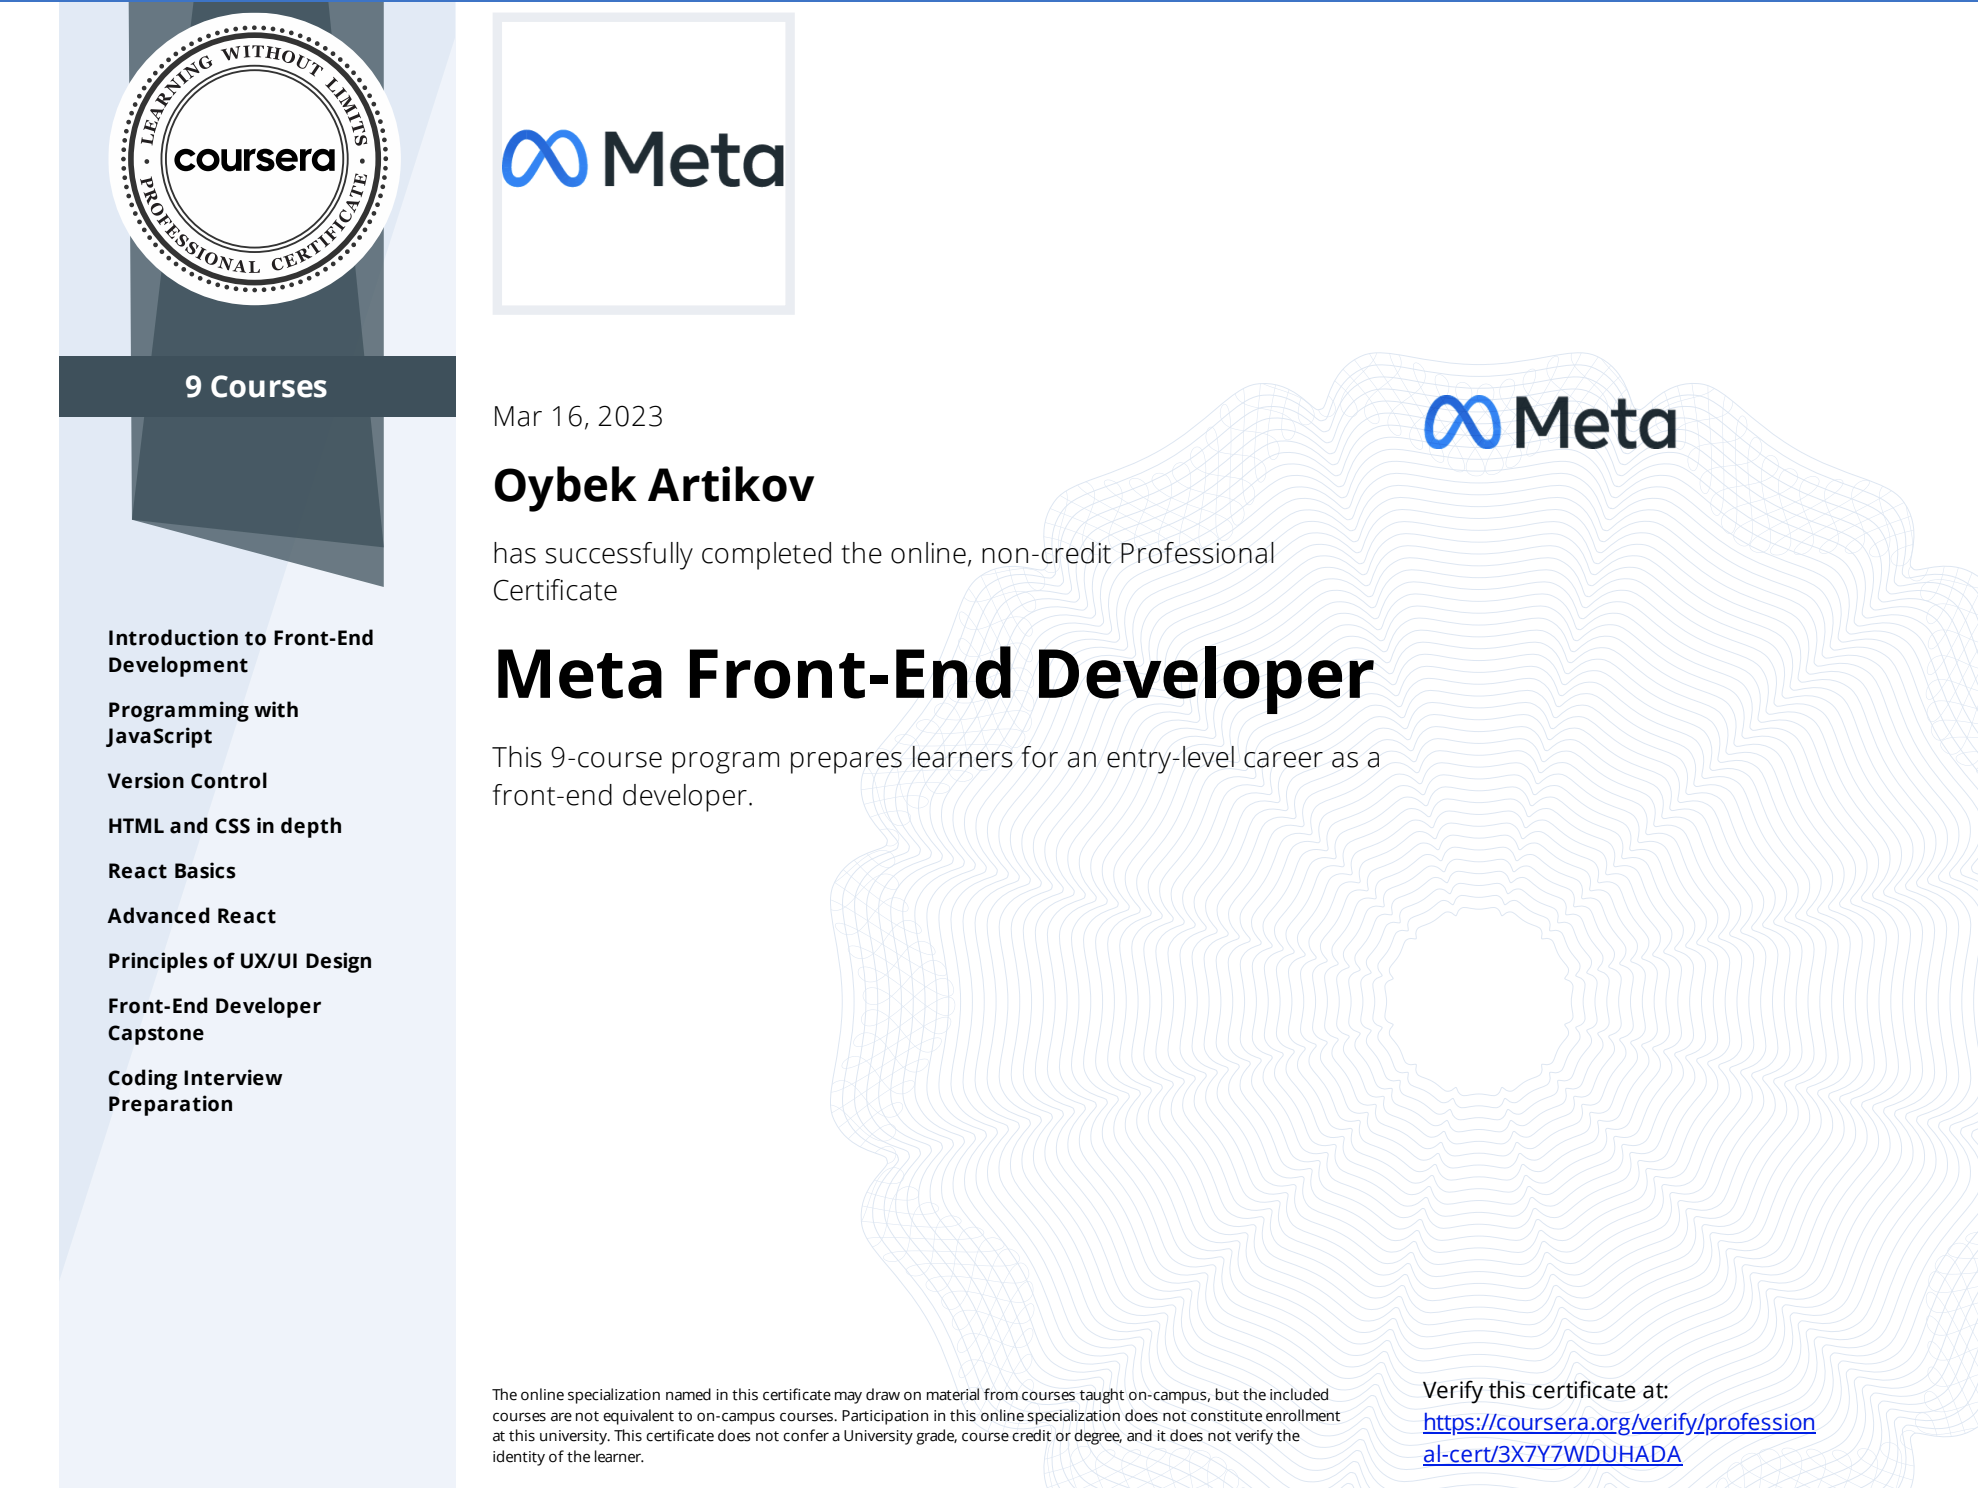 LEARNING WITHOUT LIMITS
coursera
PROFESSIONAL CERTIFICATE
9 Courses
Introduction to Front-End
Development
Programming with
JavaScript
Version Control
HTML and CSS in depth
React Basics
Advanced React
Principles of UX/UI Design
Front-End Developer
Capstone
Coding Interview
Preparation
Meta
Mar 16, 2023
Oybek Artikov
has successfully completed the online, non-credit Professional
Certificate
Meta Front-End Developer
This 9-course program prepares learners for an entry-level career as a
front-end developer.
Meta
The online specialization named in this certificate may draw on material from courses taught on-campus, but the included
courses are not equivalent to on-campus courses. Participation in this online specialization does not constitute enrollment
at this university. This certificate does not confer a University grade, course credit or degree, and it does not verify the
identity of the learner.
Verify this certificate at:
https://coursera.org/verify/profession
al-cert/3X7Y7WDUHADA